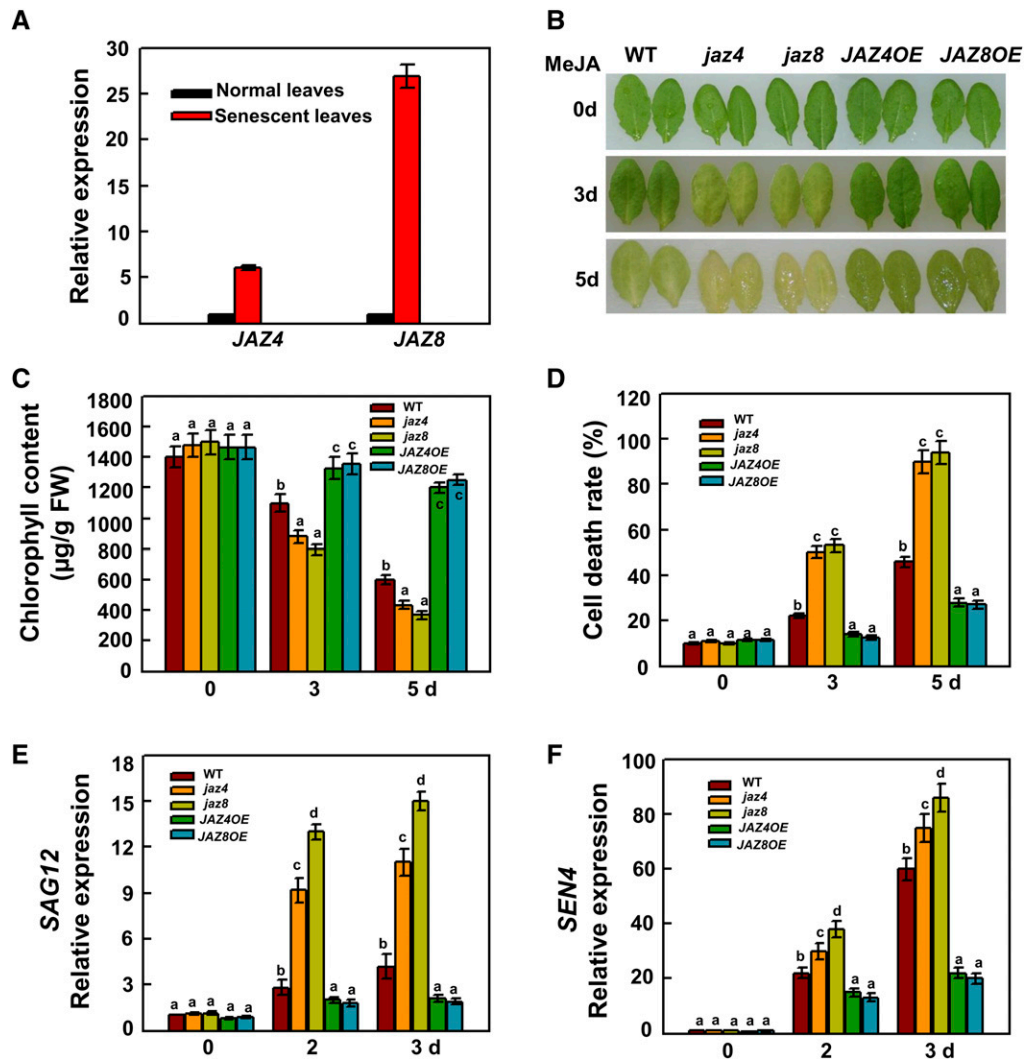 A
Relative expression
30
25
20
15
10
5
0
Normal leaves
Senescent leaves
JAZ4 JAZ8
B
MeJA WT jaz4 jaz8 JAZ4OE JAZ8OE
0d
3d
5d
C
Chlorophyll content
(µg/g FW)
1800
1600
1400
1200
1000
800
600
400
200
0
WT
jaz4
jaz8
JAZ4OE
JAZ8OE
a a a a a
b a a c c
b a a c c
0 3 5 d
D
Cell death rate (%)
120
100
80
60
40
20
0
WT
jaz4
jaz8
JAZ4OE
JAZ8OE
a a a a a
b c c a a
b c c a a
0 3 5 d
E
SAG12
Relative expression
18
15
12
9
6
3
0
WT
jaz4
jaz8
JAZ4OE
JAZ8OE
a a a a a
b c d a a
b c d a a
0 2 3 d
F
SEN4
Relative expression
100
80
60
40
20
0
WT
jaz4
jaz8
JAZ4OE
JAZ8OE
a a a a a
b c d a a
b c d a a
0 2 3 d